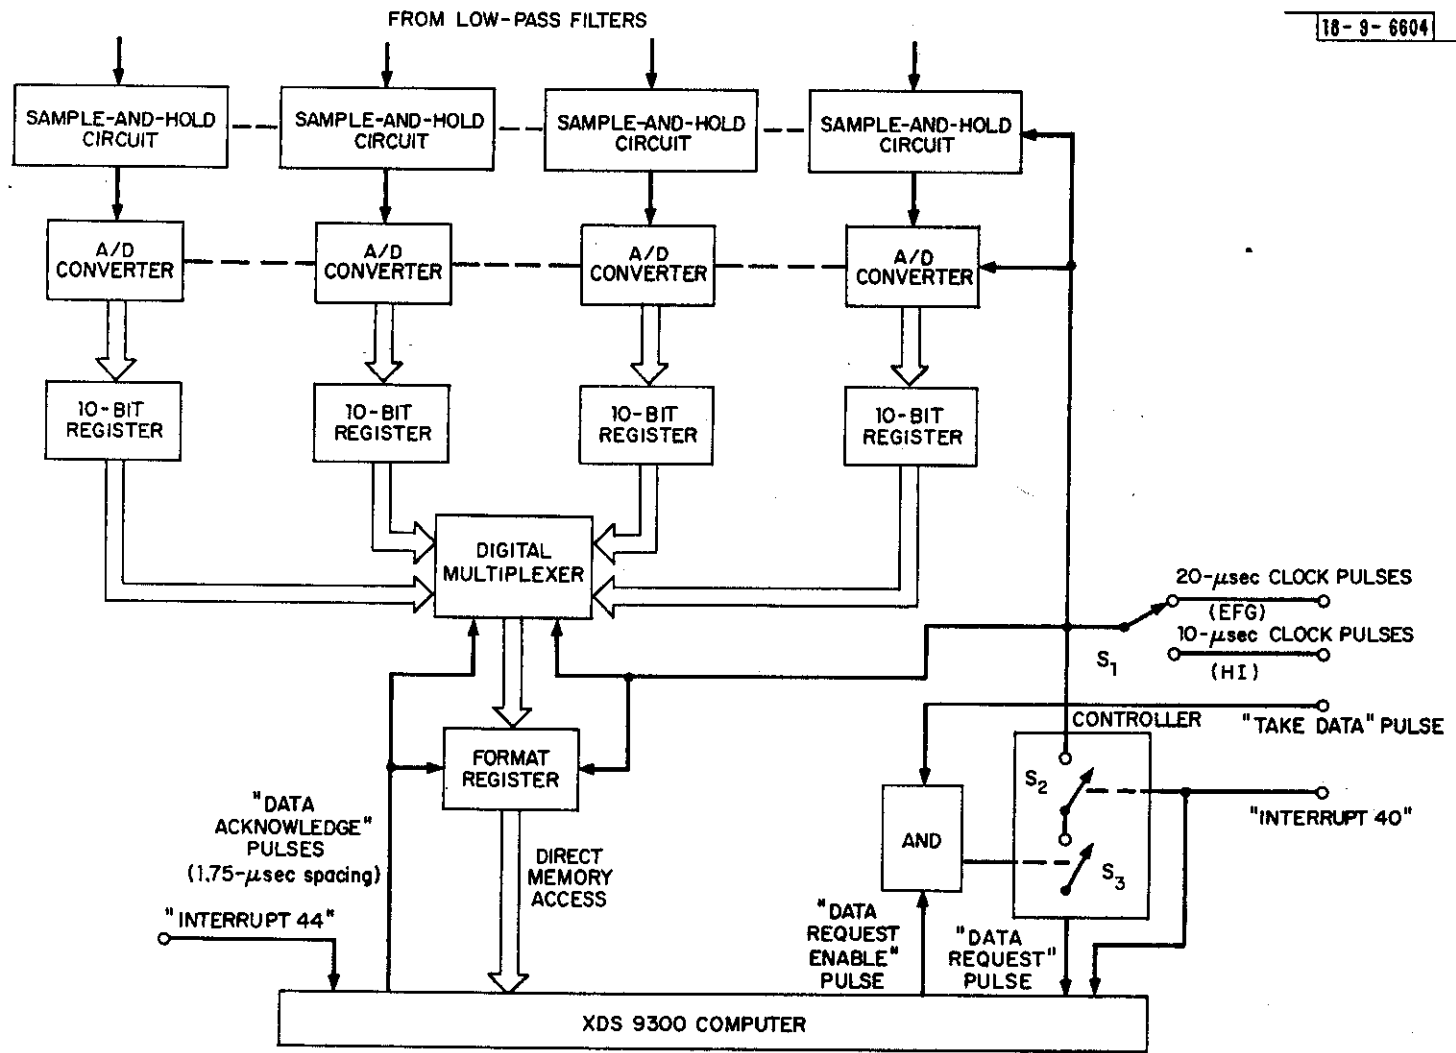 FROM LOW-PASS FILTERS
18-9-6604
SAMPLE-AND-HOLD
CIRCUIT
SAMPLE-AND-HOLD
CIRCUIT
SAMPLE-AND-HOLD
CIRCUIT
SAMPLE-AND-HOLD
CIRCUIT
A/D
CONVERTER
A/D
CONVERTER
A/D
CONVERTER
A/D
CONVERTER
10-BIT
REGISTER
10-BIT
REGISTER
10-BIT
REGISTER
10-BIT
REGISTER
DIGITAL
MULTIPLEXER
20-μsec CLOCK PULSES
(EFG)
10-μsec CLOCK PULSES
(HI)
S1
CONTROLLER
"TAKE DATA" PULSE
FORMAT
REGISTER
S2
"INTERRUPT 40"
AND
S3
"DATA
ACKNOWLEDGE"
PULSES
(1.75-μsec spacing)
DIRECT
MEMORY
ACCESS
"INTERRUPT 44"
"DATA
REQUEST
ENABLE"
PULSE
"DATA
REQUEST"
PULSE
XDS 9300 COMPUTER